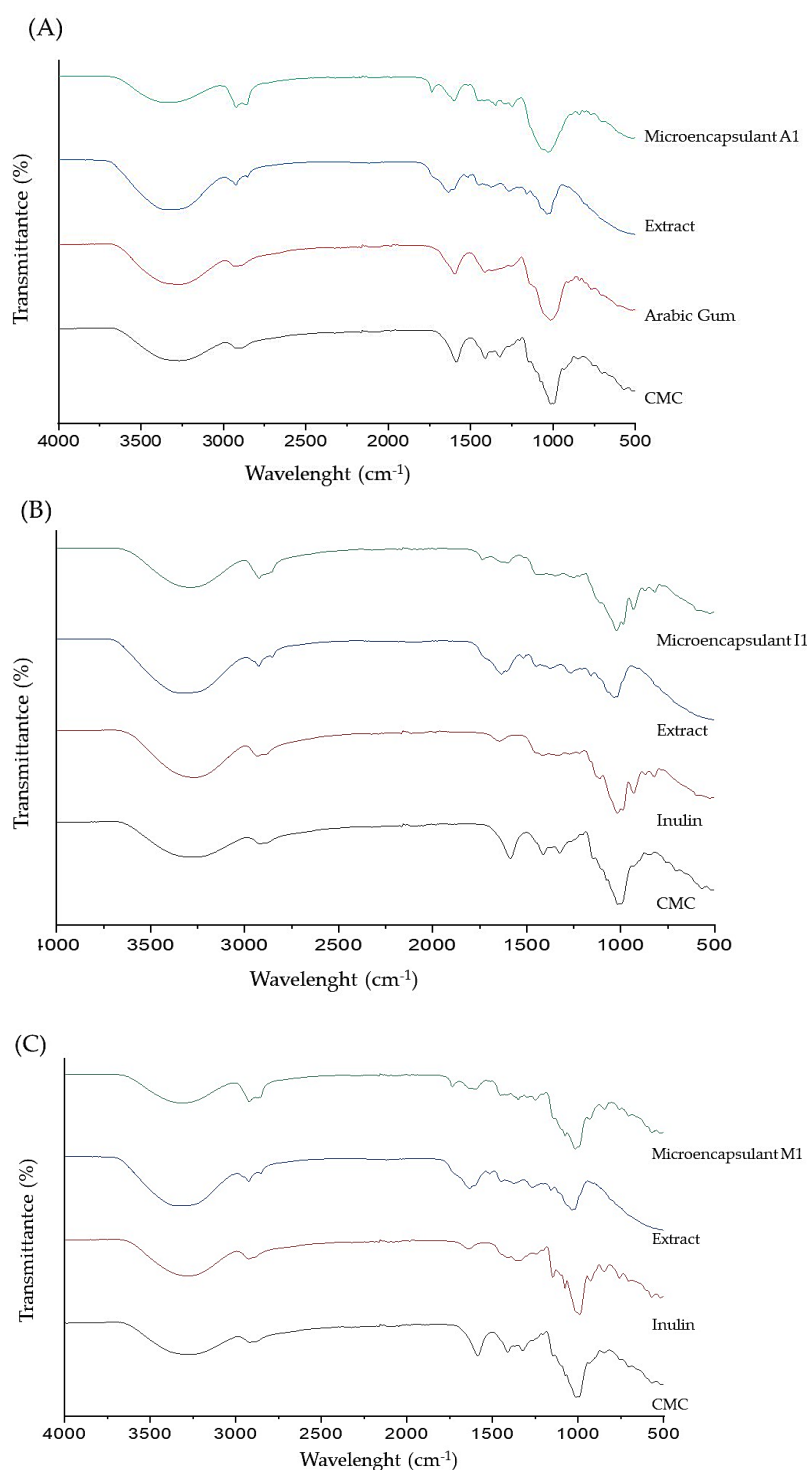 (A)
Transmittantce (%)
Microencapsulant A1
Extract
Arabic Gum
CMC
4000 3500 3000 2500 2000 1500 1000 500
Wavelenght (cm-1)
(B)
Transmittantce (%)
Microencapsulant I1
Extract
Inulin
CMC
4000 3500 3000 2500 2000 1500 1000 500
Wavelenght (cm-1)
(C)
Transmittantce (%)
Microencapsulant M1
Extract
Inulin
CMC
4000 3500 3000 2500 2000 1500 1000 500
Wavelenght (cm-1)